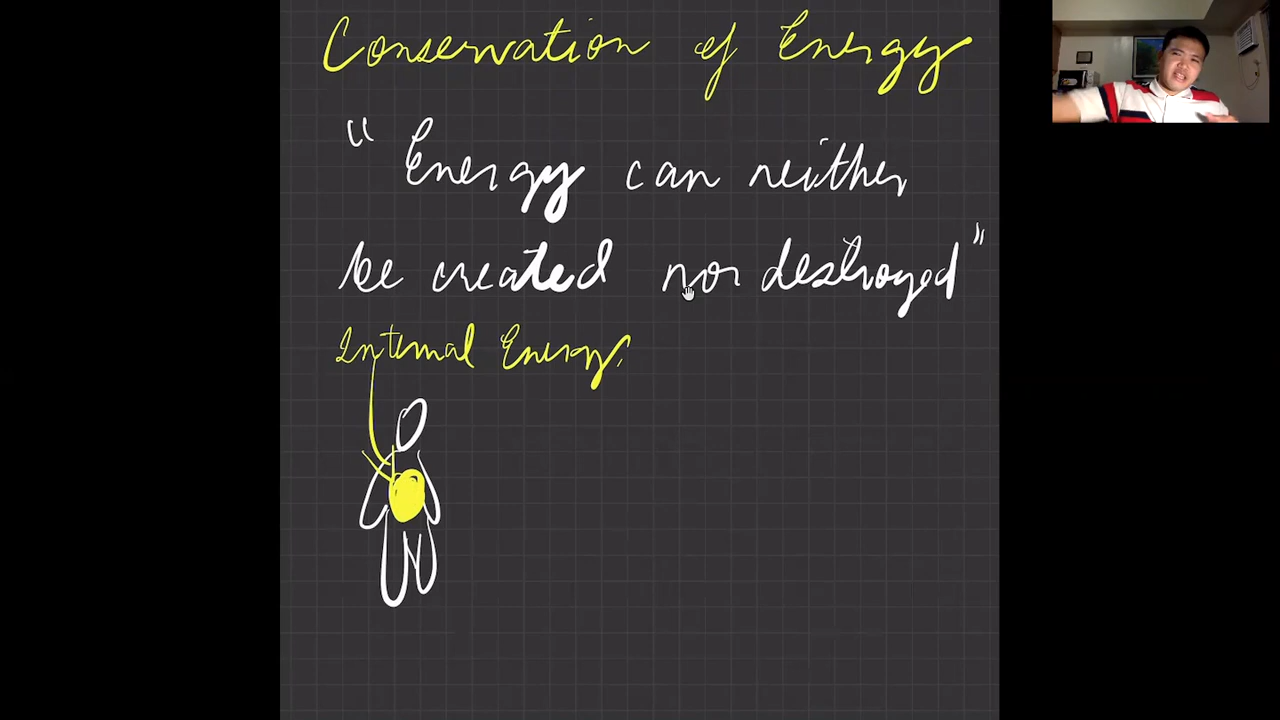 Conservation of Energy
"Energy can neither
be created nor destroyed"
Internal Energy,